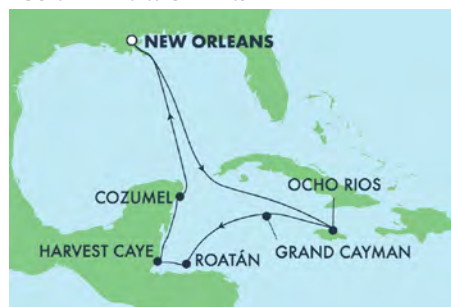 NEW ORLEANS
OCHO RIOS
COZUMEL
HARVEST CAYE
ROATÁN
GRAND CAYMAN